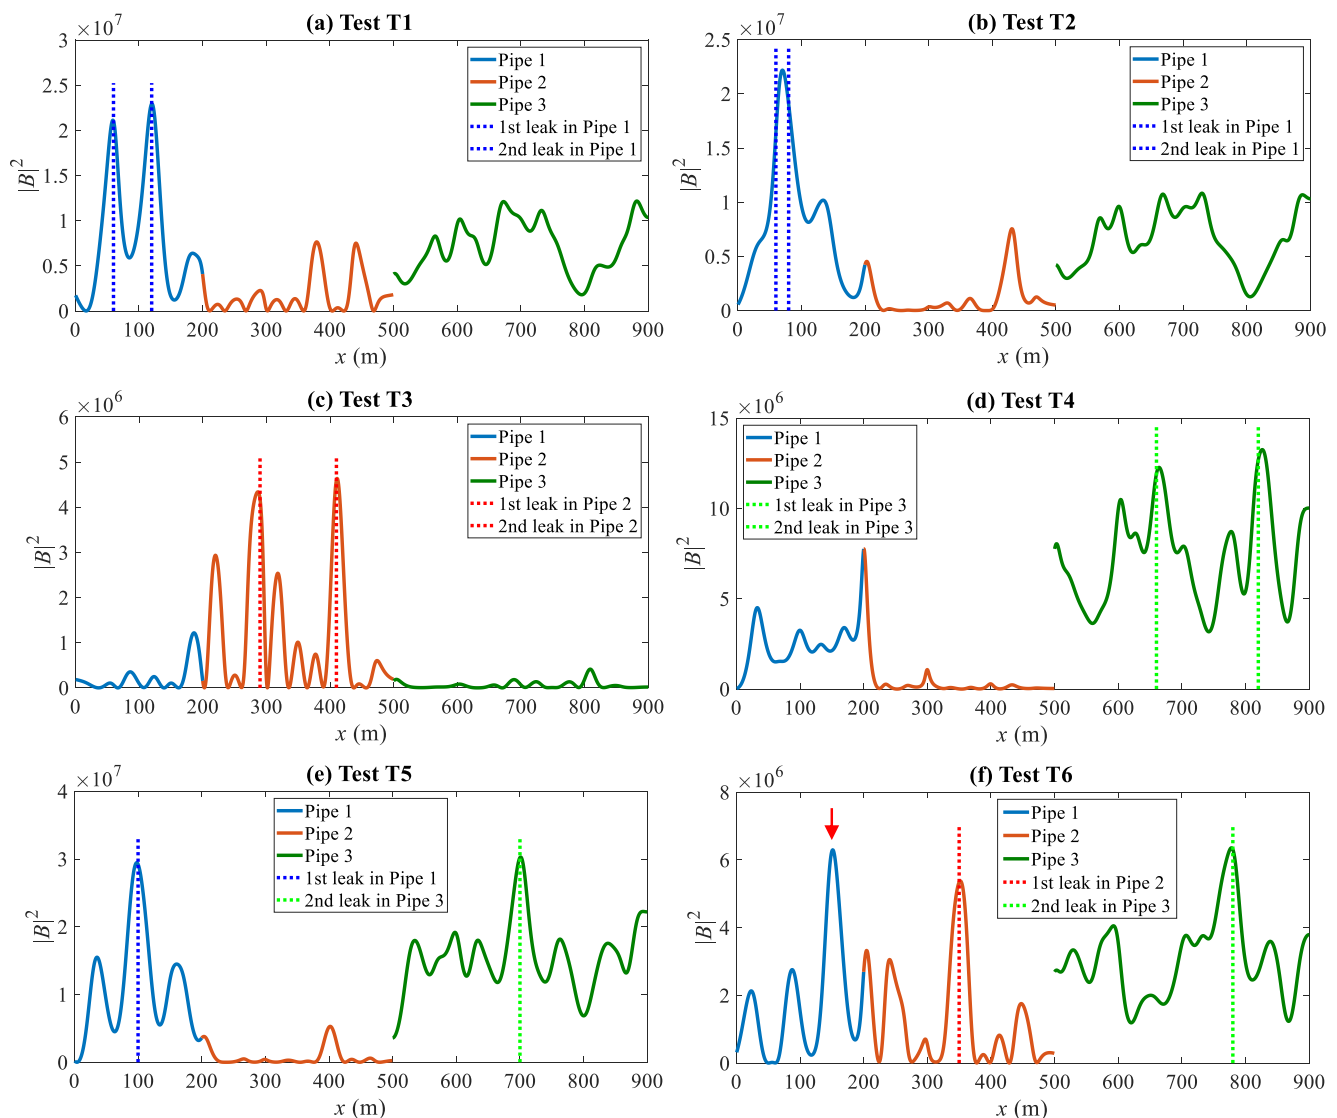 (a) Test T1
×10^7
3
2.5
2
1.5
1
0.5
0
|B|^2
0 100 200 300 400 500 600 700 800 900
x (m)
Pipe 1
Pipe 2
Pipe 3
1st leak in Pipe 1
2nd leak in Pipe 1
(b) Test T2
×10^7
2.5
2
1.5
1
0.5
0
|B|^2
0 100 200 300 400 500 600 700 800 900
x (m)
Pipe 1
Pipe 2
Pipe 3
1st leak in Pipe 1
2nd leak in Pipe 1
(c) Test T3
×10^6
6
5
4
3
2
1
0
|B|^2
0 100 200 300 400 500 600 700 800 900
x (m)
Pipe 1
Pipe 2
Pipe 3
1st leak in Pipe 2
2nd leak in Pipe 2
(d) Test T4
×10^6
15
10
5
0
|B|^2
0 100 200 300 400 500 600 700 800 900
x (m)
Pipe 1
Pipe 2
Pipe 3
1st leak in Pipe 3
2nd leak in Pipe 3
(e) Test T5
×10^7
4
3
2
1
0
|B|^2
0 100 200 300 400 500 600 700 800 900
x (m)
Pipe 1
Pipe 2
Pipe 3
1st leak in Pipe 1
2nd leak in Pipe 3
(f) Test T6
×10^6
8
6
4
2
0
|B|^2
0 100 200 300 400 500 600 700 800 900
x (m)
Pipe 1
Pipe 2
Pipe 3
1st leak in Pipe 2
2nd leak in Pipe 3